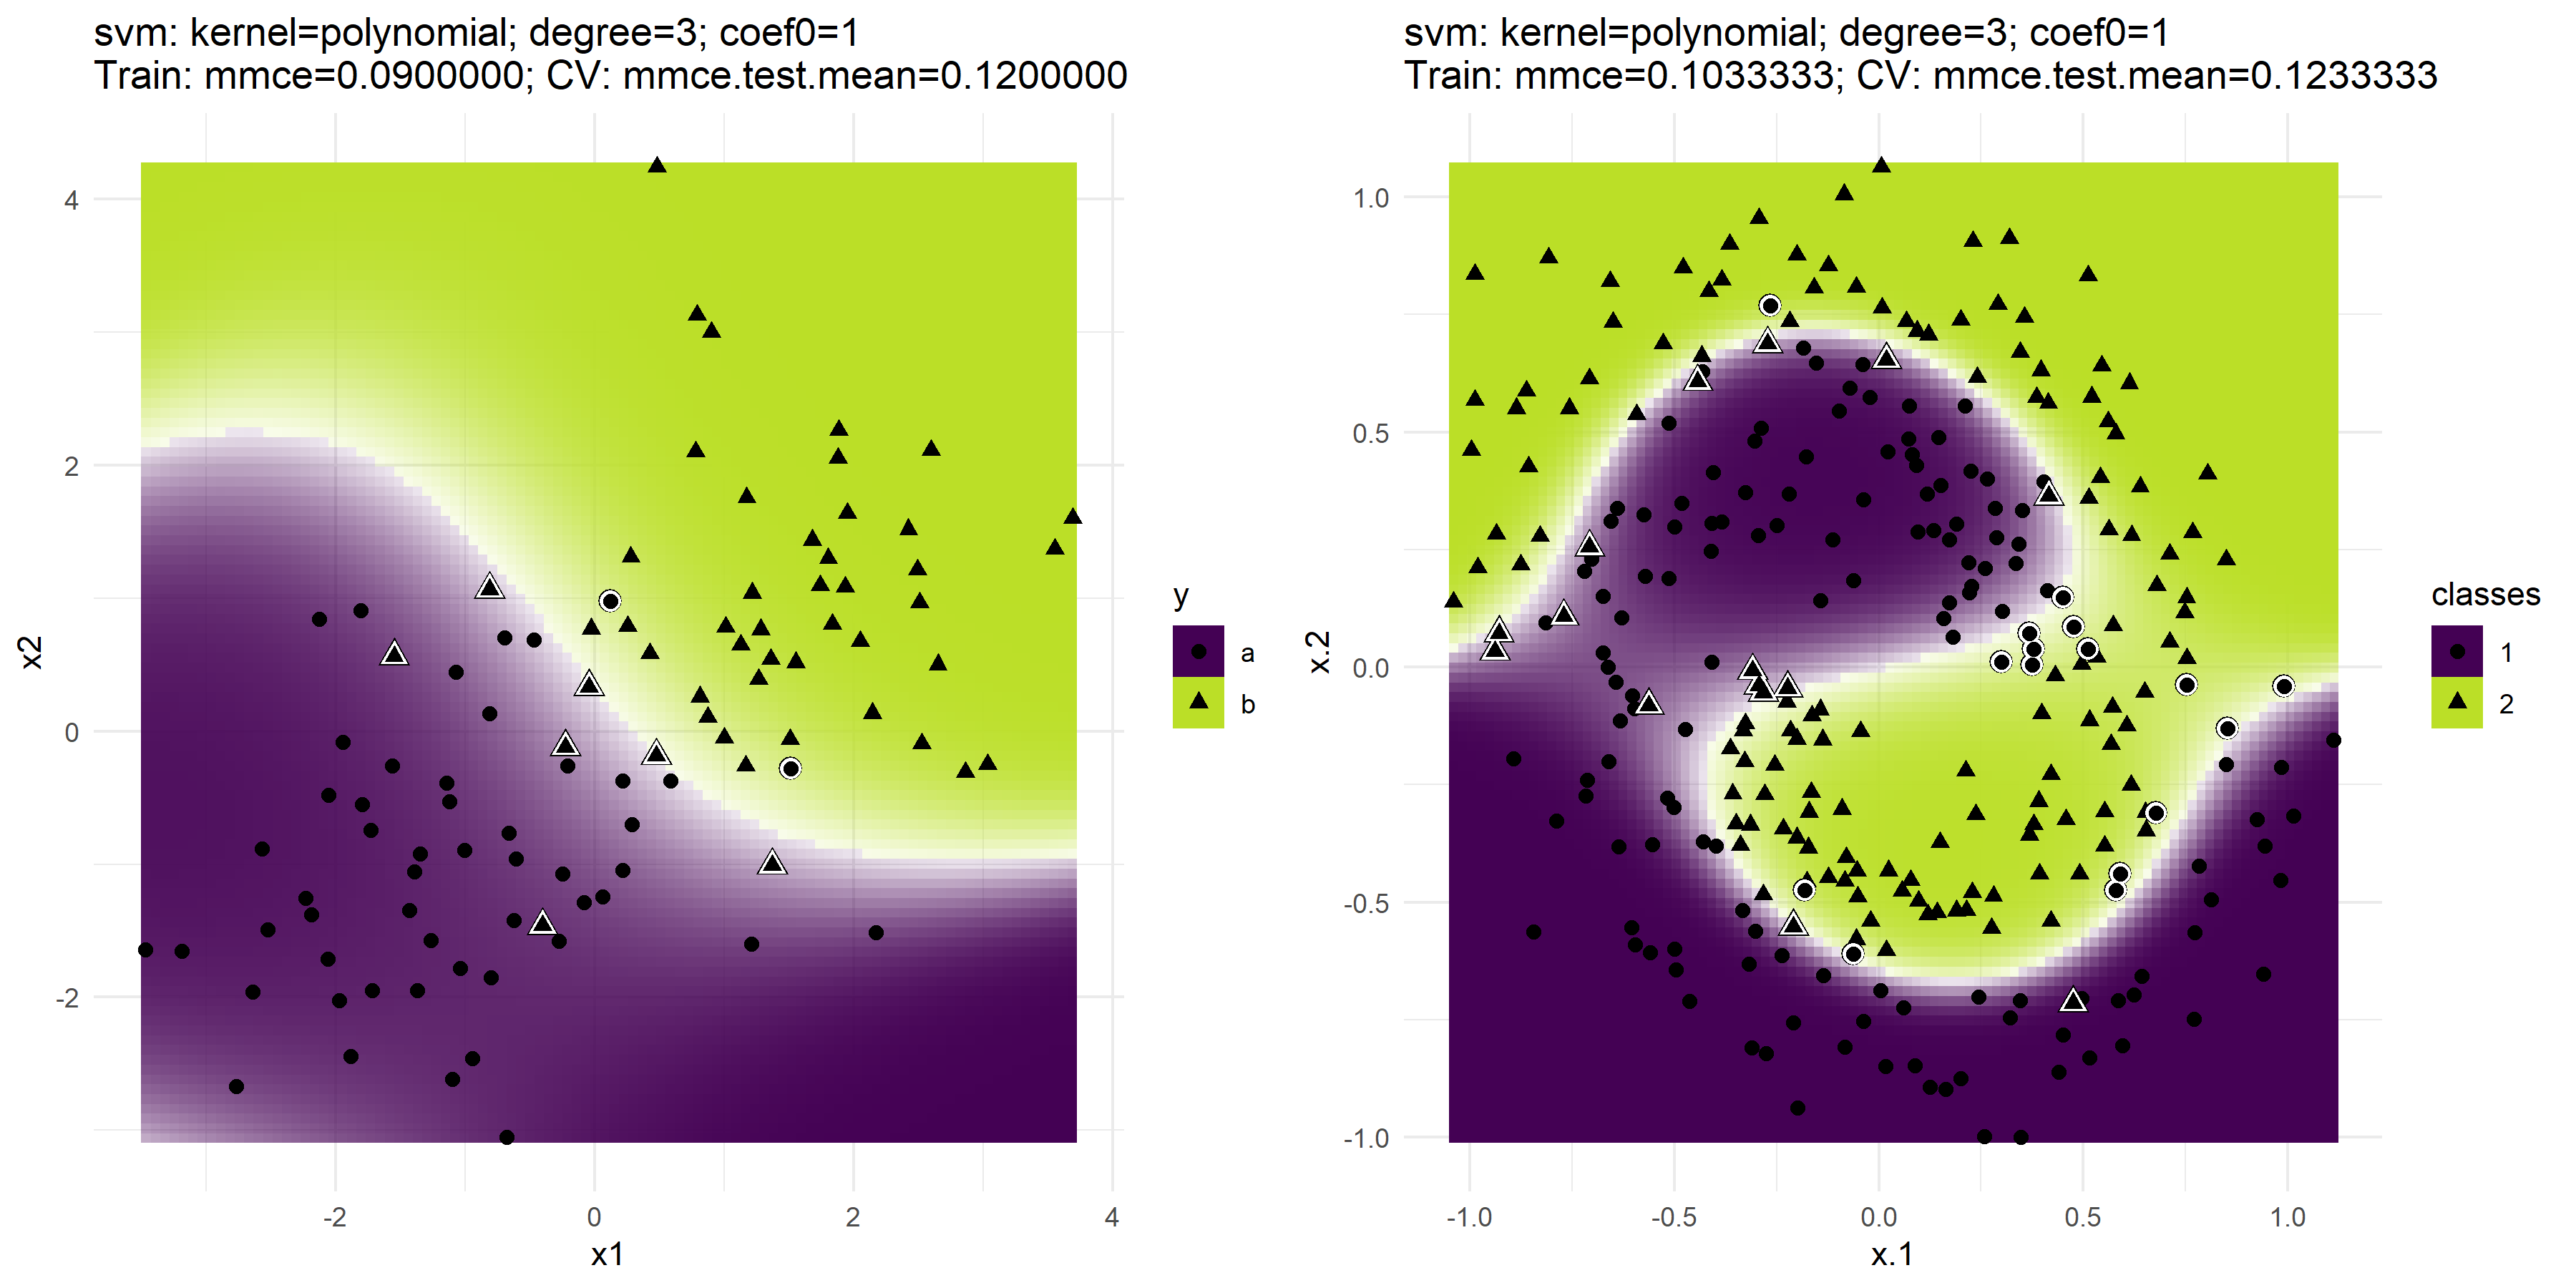 svm: kernel=polynomial; degree=3; coef0=1
Train: mmce=0.0900000; CV: mmce.test.mean=0.1200000
4
2
0
-2
x2
-2
0
2
4
x1
y
a
b
svm: kernel=polynomial; degree=3; coef0=1
Train: mmce=0.1033333; CV: mmce.test.mean=0.1233333
1.0
0.5
0.0
-0.5
-1.0
x.2
-1.0
-0.5
0.0
0.5
1.0
x.1
classes
1
2